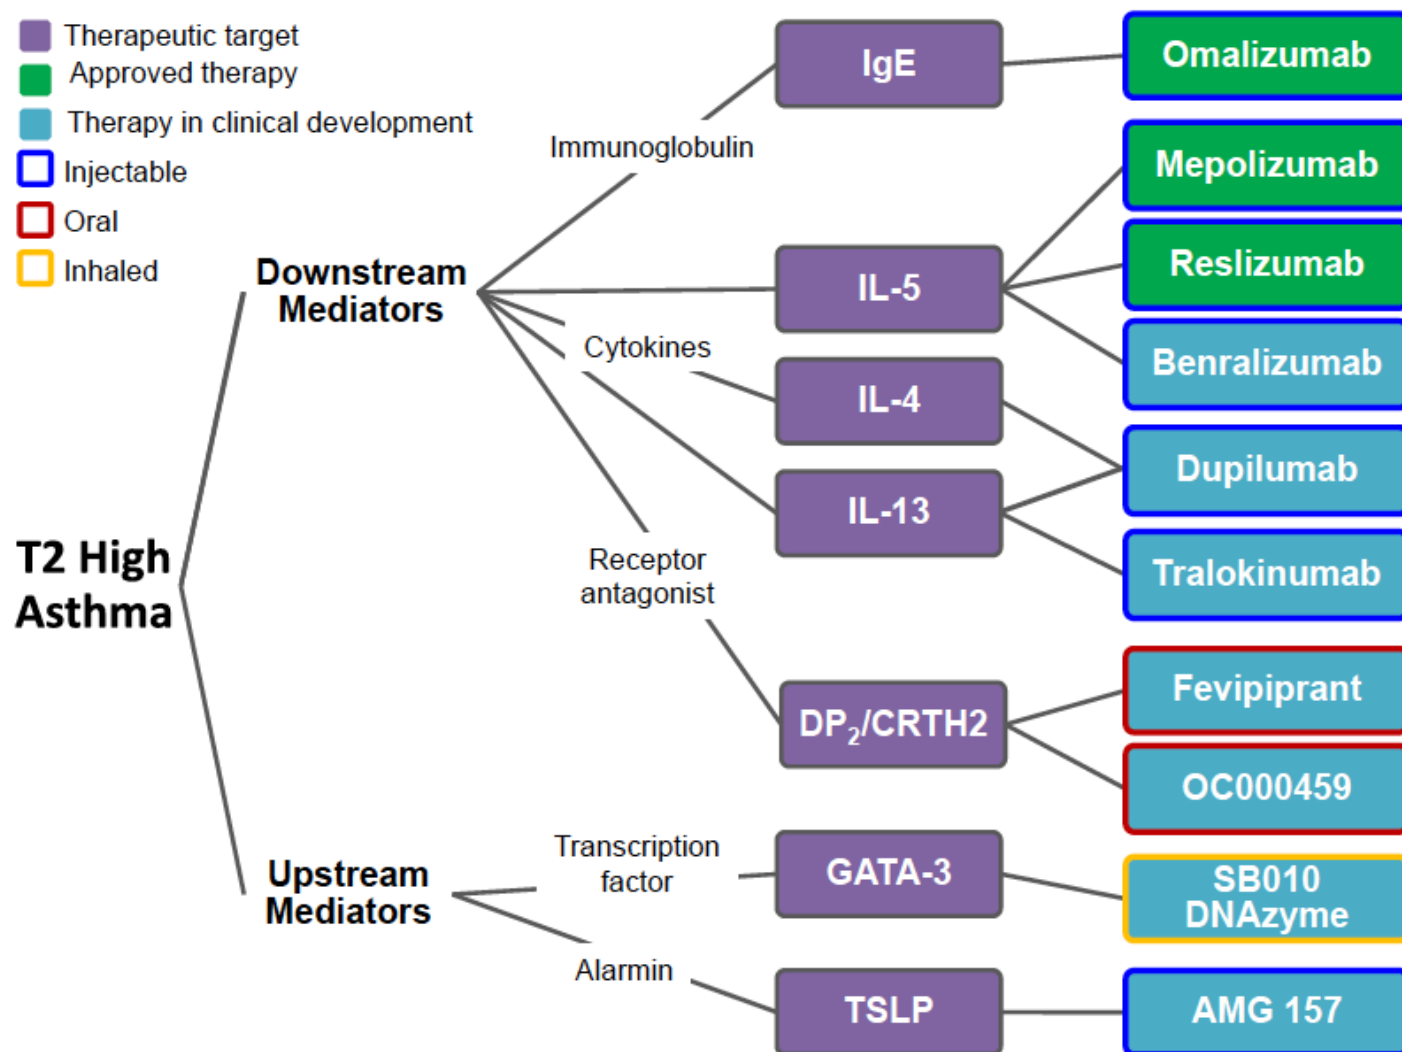 Therapeutic target
Approved therapy
Therapy in clinical development
Injectable
Oral
Inhaled
T2 High
Asthma
Downstream
Mediators
Upstream
Mediators
Immunoglobulin
Cytokines
Receptor
antagonist
Transcription
factor
Alarmin
IgE
IL-5
IL-4
IL-13
DP₂/CRTH2
GATA-3
TSLP
Omalizumab
Mepolizumab
Reslizumab
Benralizumab
Dupilumab
Tralokinumab
Fevipiprant
OC000459
SB010
DNAzyme
AMG 157